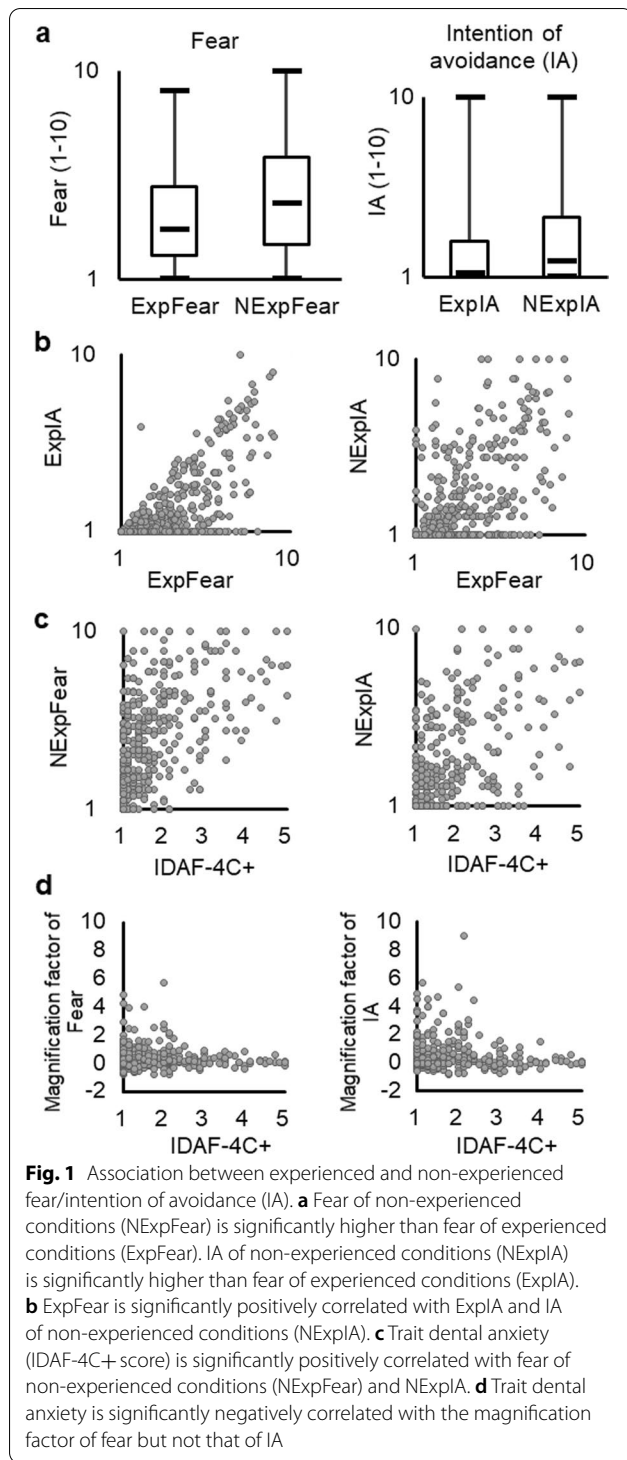 a
Fear
Intention of
avoidance (IA)
Fear (1-10)
10
1
ExpFear NExpFear
IA (1-10)
10
1
ExpIA NExpIA
b
ExpIA
10
1
1 10
ExpFear
NExpIA
10
1
1 10
ExpFear
c
NExpFear
10
1
1 2 3 4 5
IDAF-4C+
NExpIA
10
1
1 2 3 4 5
IDAF-4C+
d
Magnification factor of
Fear
10
8
6
4
2
0
-2
1 2 3 4 5
IDAF-4C+
Magnification factor of
IA
10
8
6
4
2
0
-2
1 2 3 4 5
IDAF-4C+
Fig. 1 Association between experienced and non-experienced
fear/intention of avoidance (IA). a Fear of non-experienced
conditions (NExpFear) is significantly higher than fear of experienced
conditions (ExpFear). IA of non-experienced conditions (NExpIA)
is significantly higher than fear of experienced conditions (ExpIA).
b ExpFear is significantly positively correlated with ExpIA and IA
of non-experienced conditions (NExpIA). c Trait dental anxiety
(IDAF-4C+ score) is significantly positively correlated with fear of
non-experienced conditions (NExpFear) and NExpIA. d Trait dental
anxiety is significantly negatively correlated with the magnification
factor of fear but not that of IA